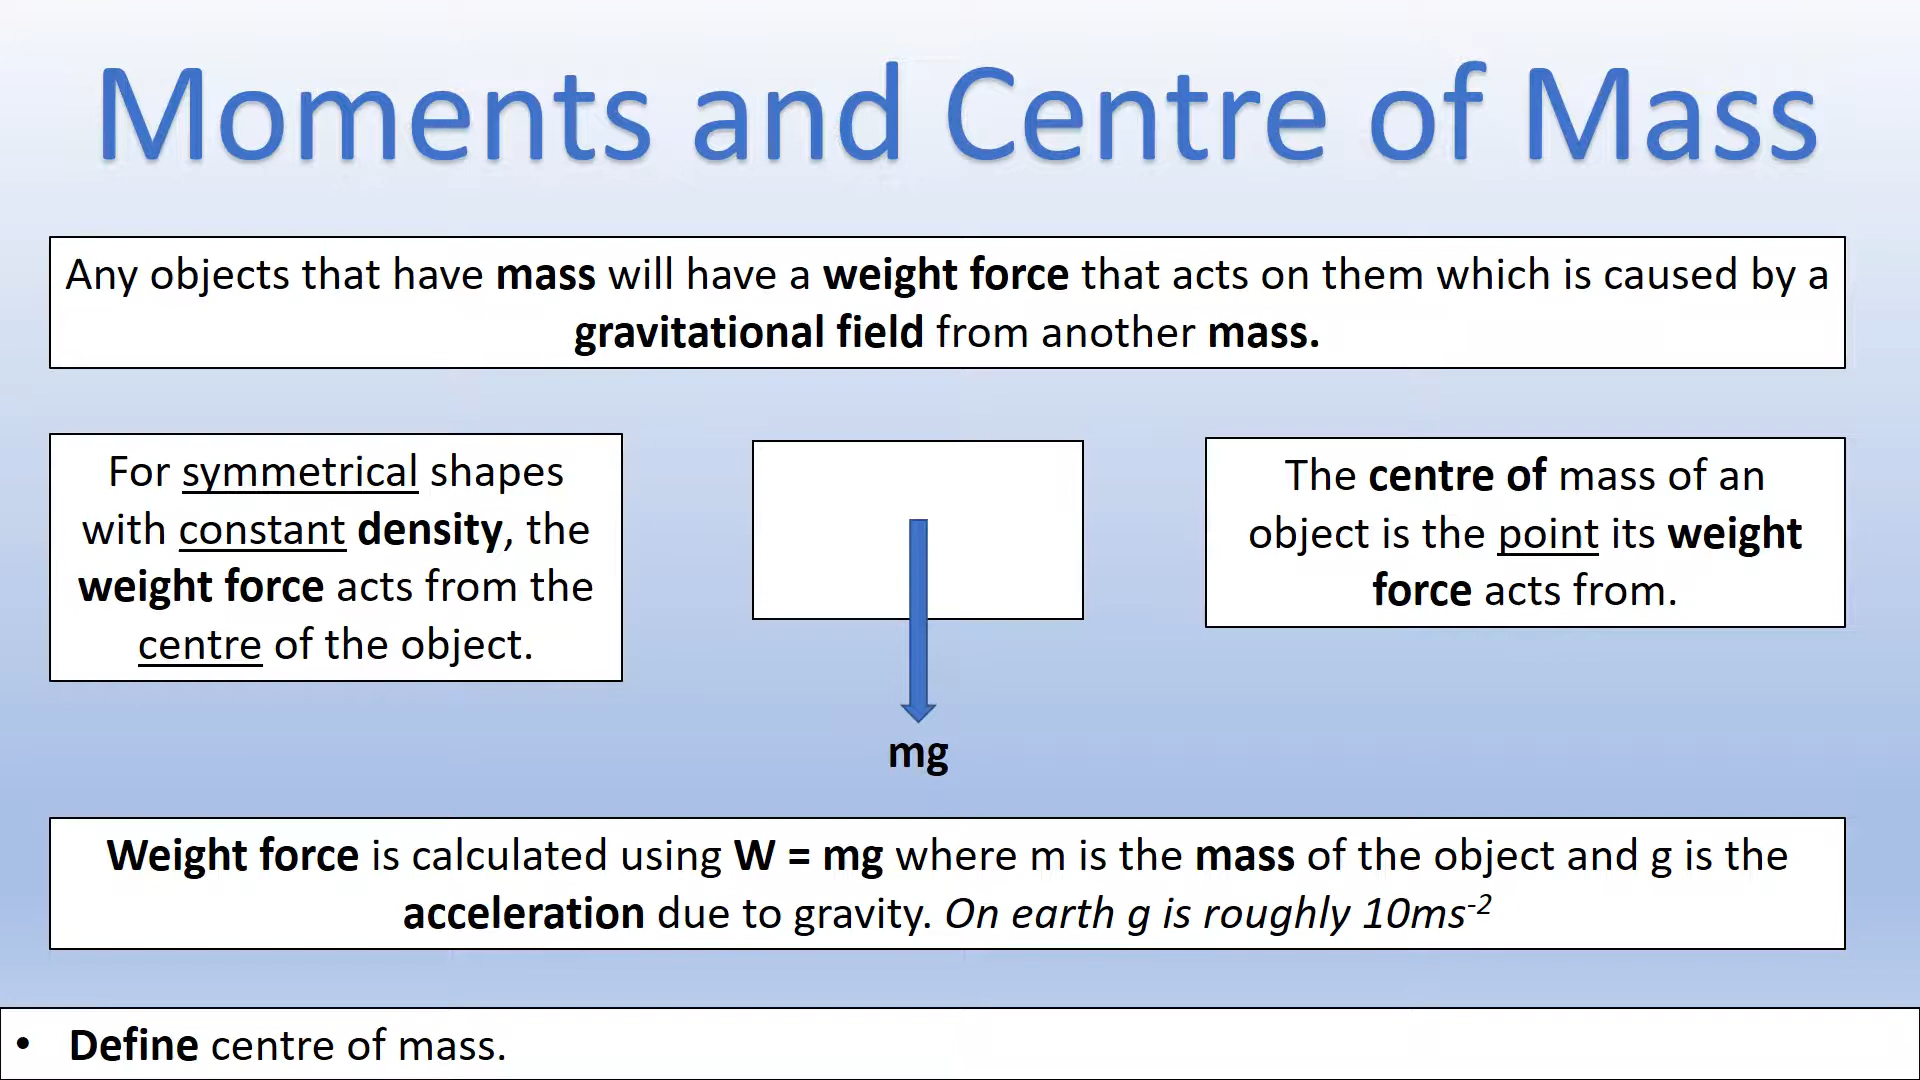 Moments and Centre of Mass
Any objects that have mass will have a weight force that acts on them which is caused by a
gravitational field from another mass.
For symmetrical shapes
with constant density, the
weight force acts from the
centre of the object.
mg
The centre of mass of an
object is the point its weight
force acts from.
Weight force is calculated using W = mg where m is the mass of the object and g is the
acceleration due to gravity. On earth g is roughly 10ms⁻²
• Define centre of mass.